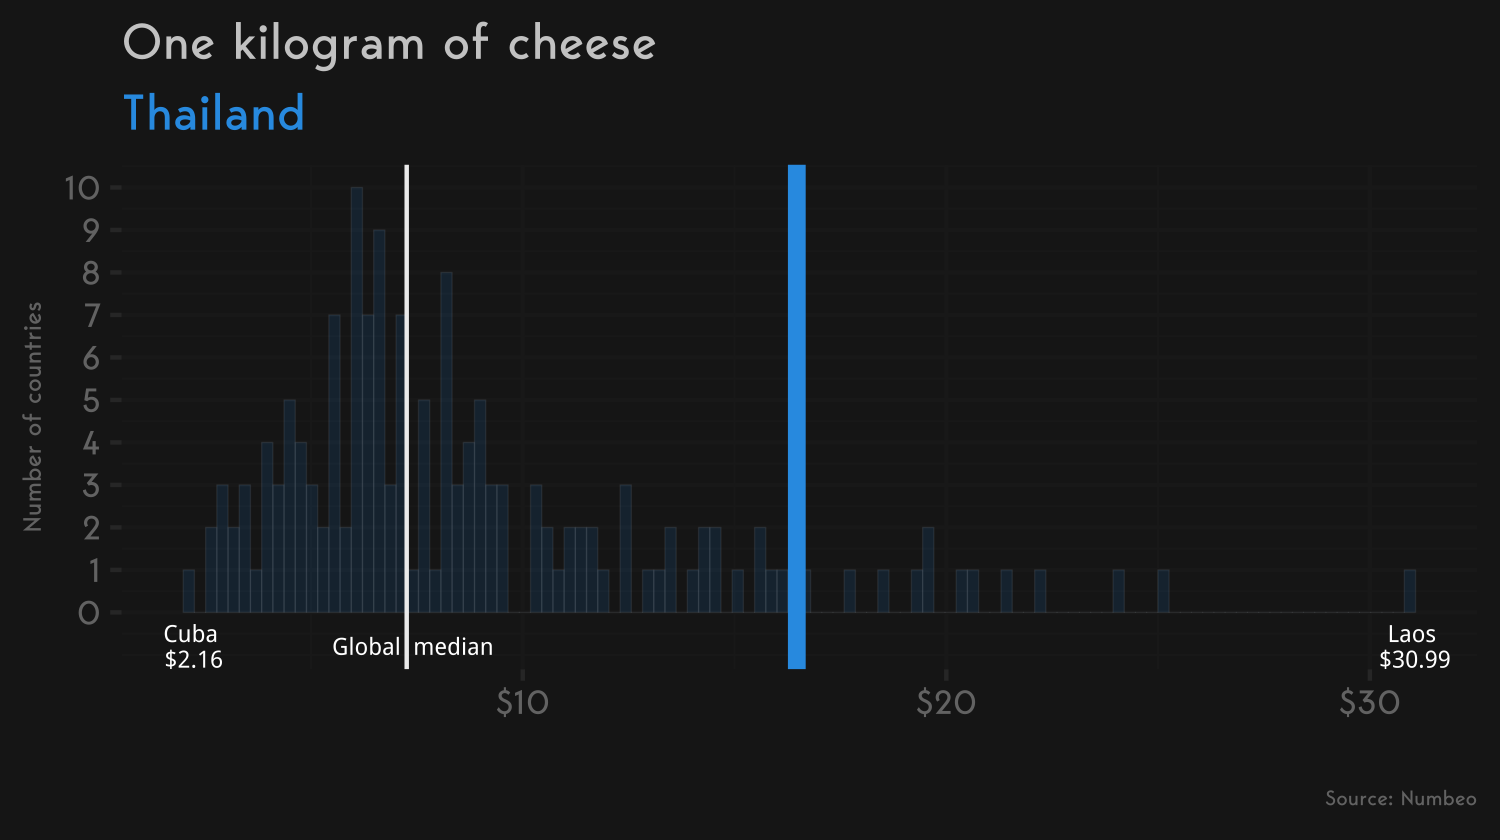 One kilogram of cheese
Thailand
Number of countries
10
9
8
7
6
5
4
3
2
1
0
Cuba
$2.16
Global median
Laos
$30.99
$10 $20 $30
Source: Numbeo